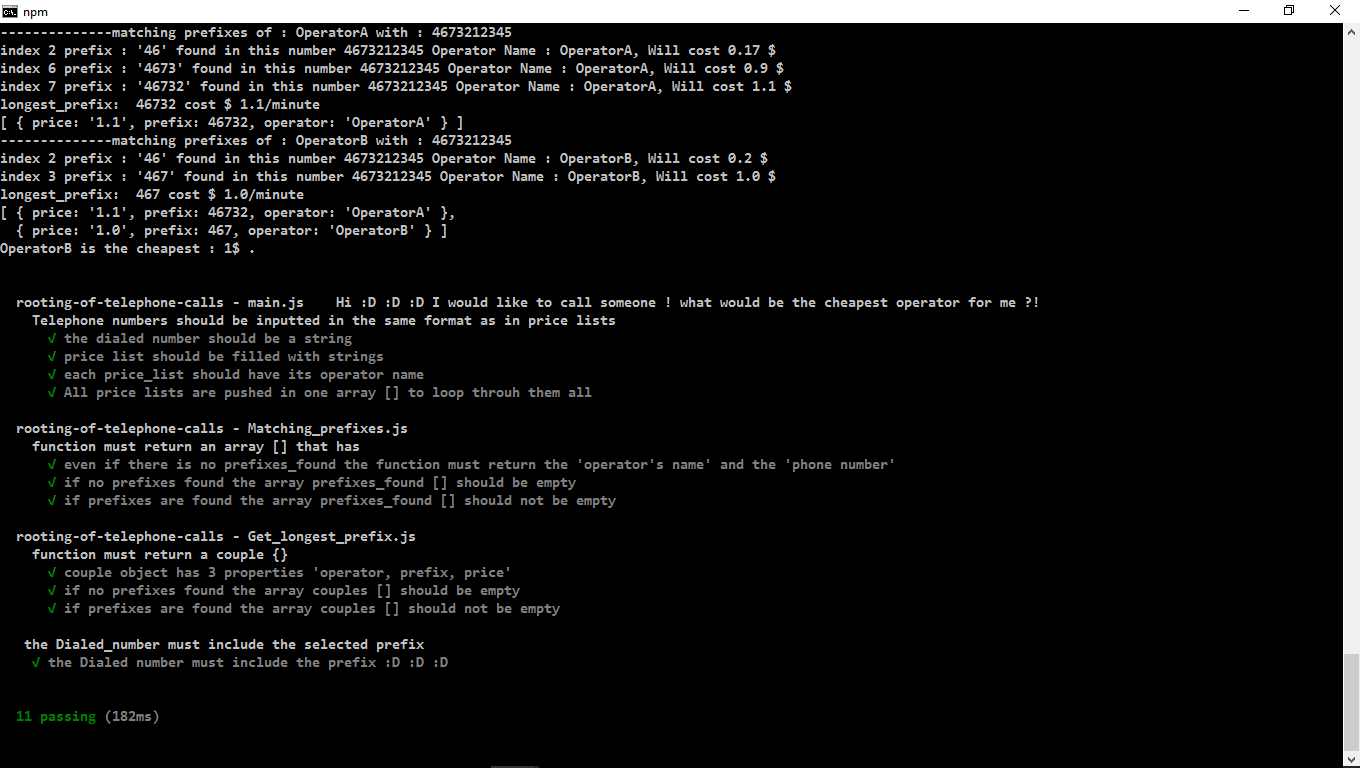 npm
--------------matching prefixes of : OperatorA with : 4673212345
index 2 prefix : '46' found in this number 4673212345 Operator Name : OperatorA, Will cost 0.17 $
index 6 prefix : '4673' found in this number 4673212345 Operator Name : OperatorA, Will cost 0.9 $
index 7 prefix : '46732' found in this number 4673212345 Operator Name : OperatorA, Will cost 1.1 $
longest_prefix:  46732 cost $ 1.1/minute
[ { price: '1.1', prefix: 46732, operator: 'OperatorA' } ]
--------------matching prefixes of : OperatorB with : 4673212345
index 2 prefix : '46' found in this number 4673212345 Operator Name : OperatorB, Will cost 0.2 $
index 3 prefix : '467' found in this number 4673212345 Operator Name : OperatorB, Will cost 1.0 $
longest_prefix:  467 cost $ 1.0/minute
[ { price: '1.1', prefix: 46732, operator: 'OperatorA' },
  { price: '1.0', prefix: 467, operator: 'OperatorB' } ]
OperatorB is the cheapest : 1$ .
rooting-of-telephone-calls - main.js    Hi :D :D :D I would like to call someone ! what would be the cheapest operator for me ?!
Telephone numbers should be inputted in the same format as in price lists
√ the dialed number should be a string
√ price list should be filled with strings
√ each price_list should have its operator name
√ All price lists are pushed in one array [] to loop throuh them all
rooting-of-telephone-calls - Matching_prefixes.js
function must return an array [] that has
√ even if there is no prefixes_found the function must return the 'operator's name' and the 'phone number'
√ if no prefixes found the array prefixes_found [] should be empty
√ if prefixes are found the array prefixes_found [] should not be empty
rooting-of-telephone-calls - Get_longest_prefix.js
function must return a couple {}
√ couple object has 3 properties 'operator, prefix, price'
√ if no prefixes found the array couples [] should be empty
√ if prefixes are found the array couples [] should not be empty
the Dialed_number must include the selected prefix
√ the Dialed number must include the prefix :D :D :D
11 passing (182ms)